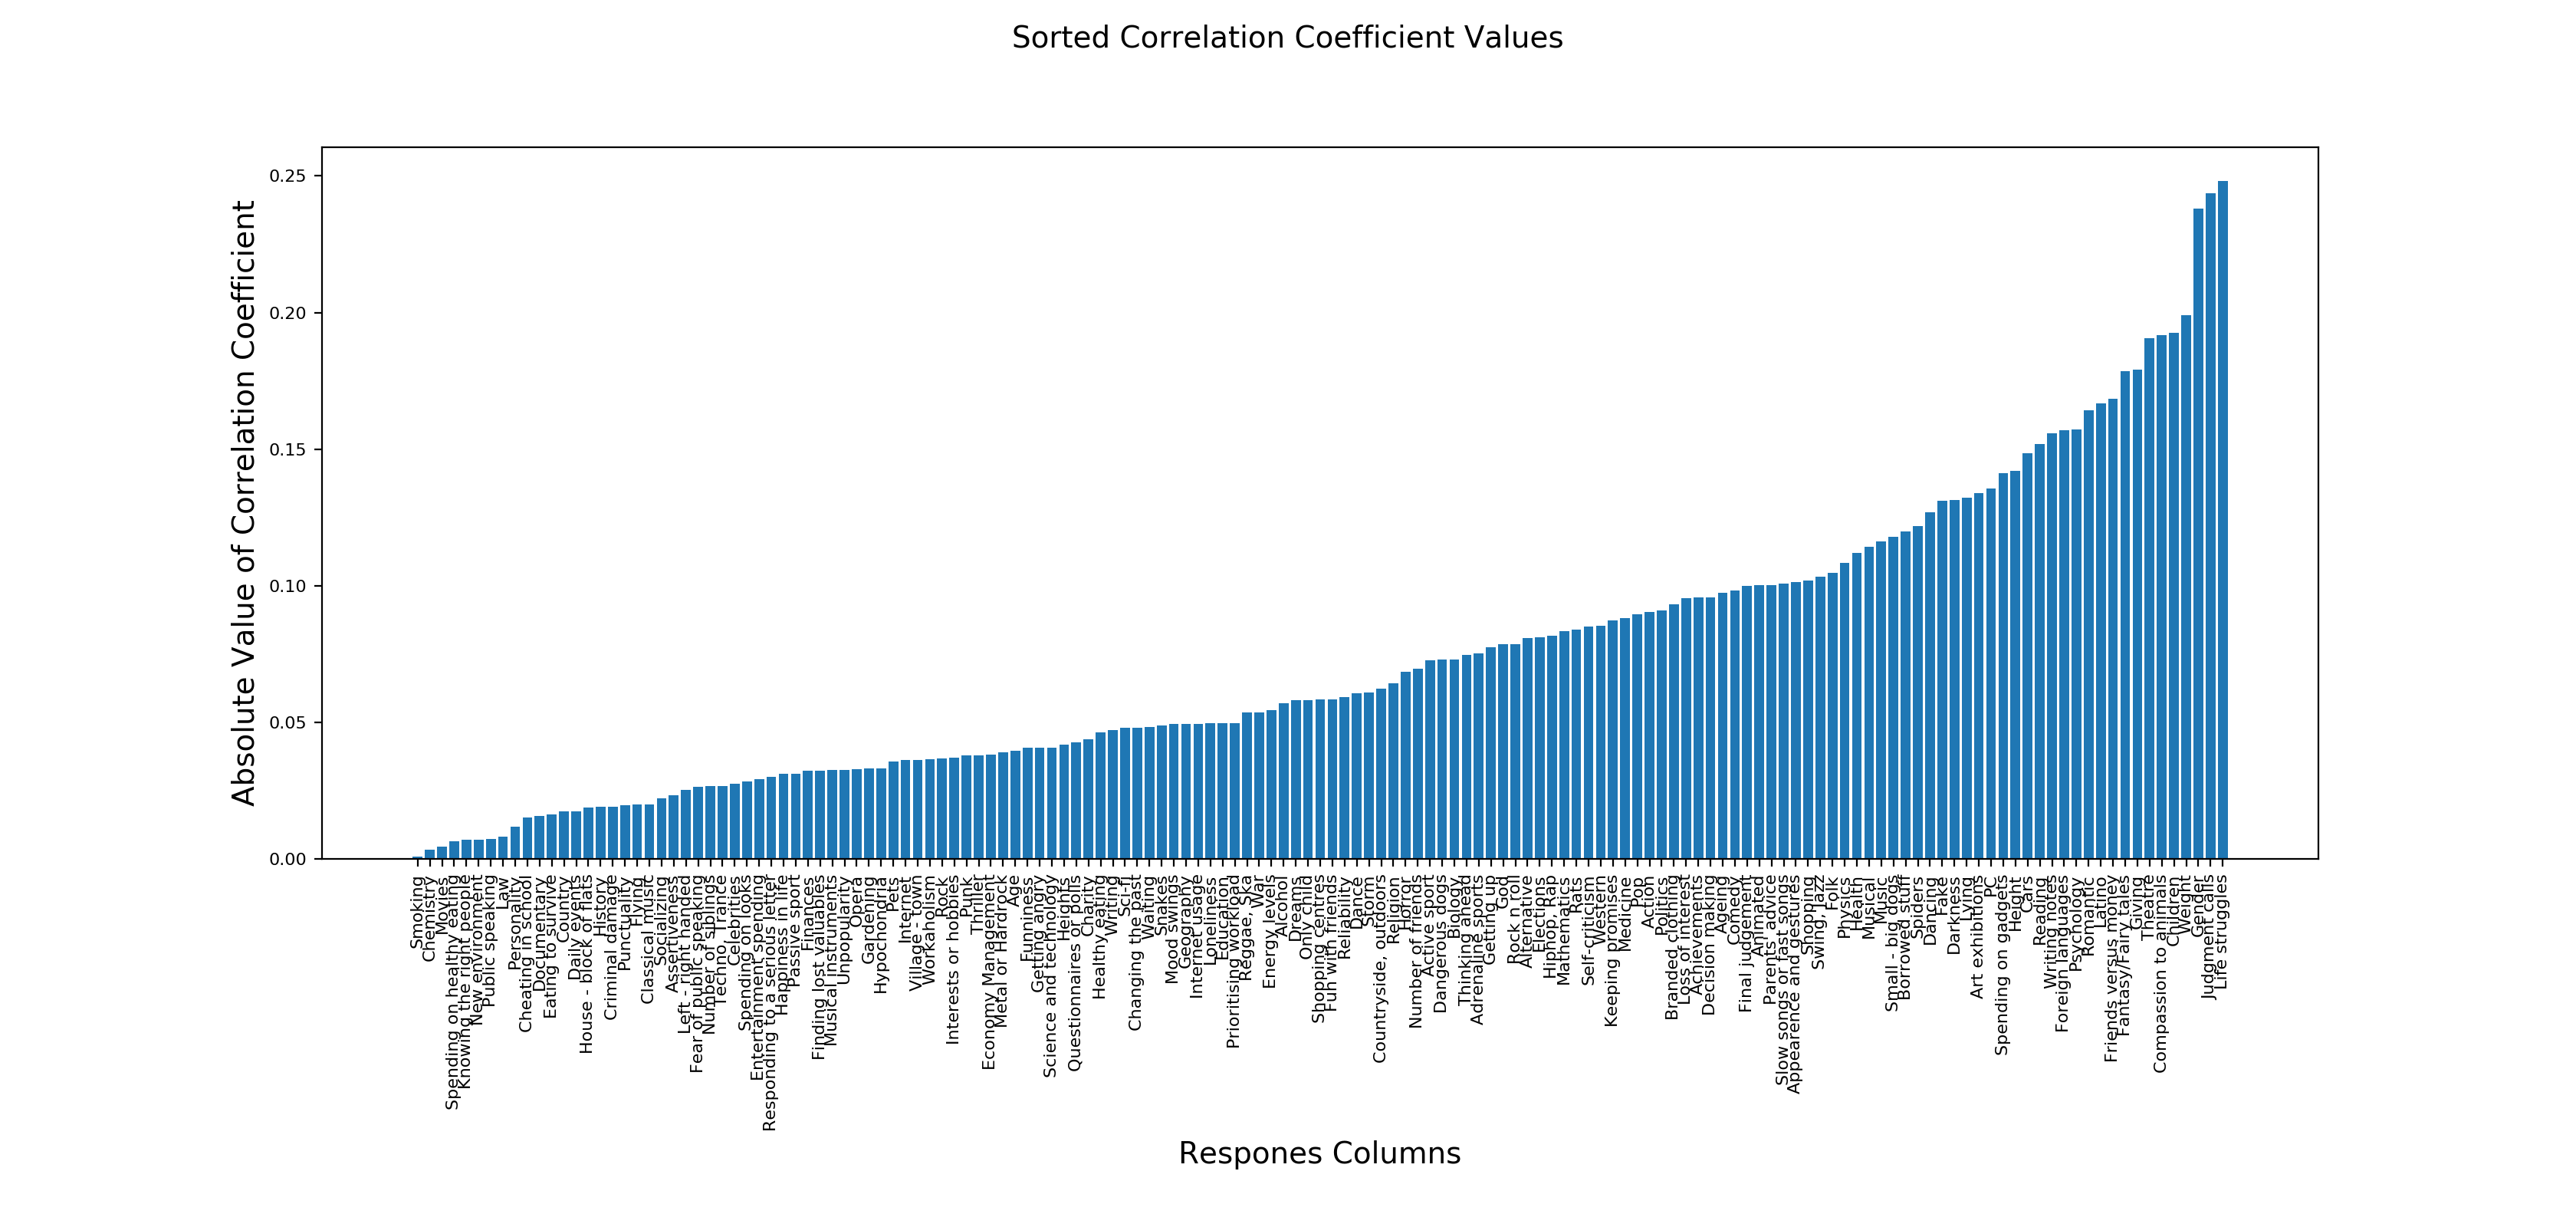 Sorted Correlation Coefficient Values
Absolute Value of Correlation Coefficient
0.25
0.20
0.15
0.10
0.05
0.00
Smoking
Chemistry
Movies
Spending on healthy eating
Knowing the right people
New environment
Public speaking
Law
Personality
Cheating in school
Documentary
Eating to survive
Country
Daily events
House - block of flats
History
Criminal damage
Punctuality
Flying
Classical music
Socializing
Assertiveness
Left - right handed
Fear of public speaking
Number of siblings
Techno, Trance
Celebrities
Spending on looks
Entertainment spending
Responding to a serious letter
Happiness in life
Passive sport
Finances
Finding lost valuables
Musical instruments
Unpopularity
Opera
Gardening
Hypochondria
Pets
Internet
Village - town
Workaholism
Rock
Interests or hobbies
Punk
Thriller
Economy Management
Metal or Hardrock
Age
Funniness
Getting angry
Science and technology
Heights
Questionnaires or polls
Charity
Healthy eating
Writing
Sci-fi
Changing the past
Waiting
Snakes
Mood swings
Geography
Internet usage
Loneliness
Education
Prioritising workload
Reggae, Ska
War
Energy levels
Alcohol
Dreams
Only child
Shopping centres
Fun with friends
Reliability
Dance
Storm
Countryside, outdoors
Religion
Horror
Number of friends
Active sport
Dangerous dogs
Biology
Thinking ahead
Adrenaline sports
Getting up
God
Rock n roll
Alternative
Elections
Hiphop, Rap
Mathematics
Rats
Self-criticism
Western
Keeping promises
Medicine
Pop
Action
Politics
Branded clothing
Loss of interest
Achievements
Decision making
Ageing
Comedy
Final judgement
Animated
Parents' advice
Slow songs or fast songs
Appearence and gestures
Shopping
Swing, Jazz
Folk
Physics
Health
Musical
Music
Small - big dogs
Borrowed stuff
Spiders
Dancing
Fake
Darkness
Lying
Art exhibitions
PC
Spending on gadgets
Height
Cars
Reading
Writing notes
Foreign languages
Psychology
Romantic
Latino
Friends versus money
Fantasy/Fairy tales
Giving
Theatre
Compassion to animals
Children
Weight
Gender
Judgment calls
Life struggles
Respones Columns